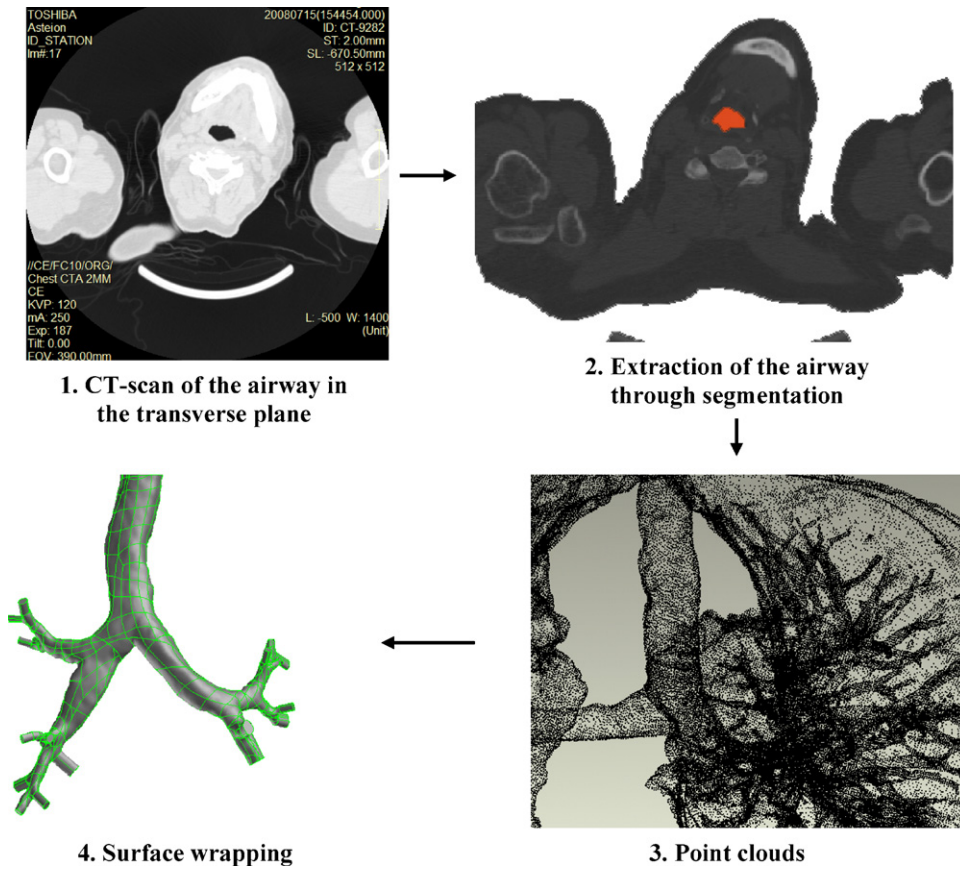 TOSHIBA
Asteion
ID_STATION
Im#:17
20080715(154454.000)
ID: CT-9282
ST: 2.00mm
SL: -670.50mm
512 x 512
//CE/FC10/ORG/
Chest CTA 2MM
CE
KVP: 120
mA: 250
Exp: 187
Tilt: 0.00
FOV: 390.00mm
L: -500 W: 1400
(Unit)
1. CT-scan of the airway in
the transverse plane
2. Extraction of the airway
through segmentation
4. Surface wrapping
3. Point clouds